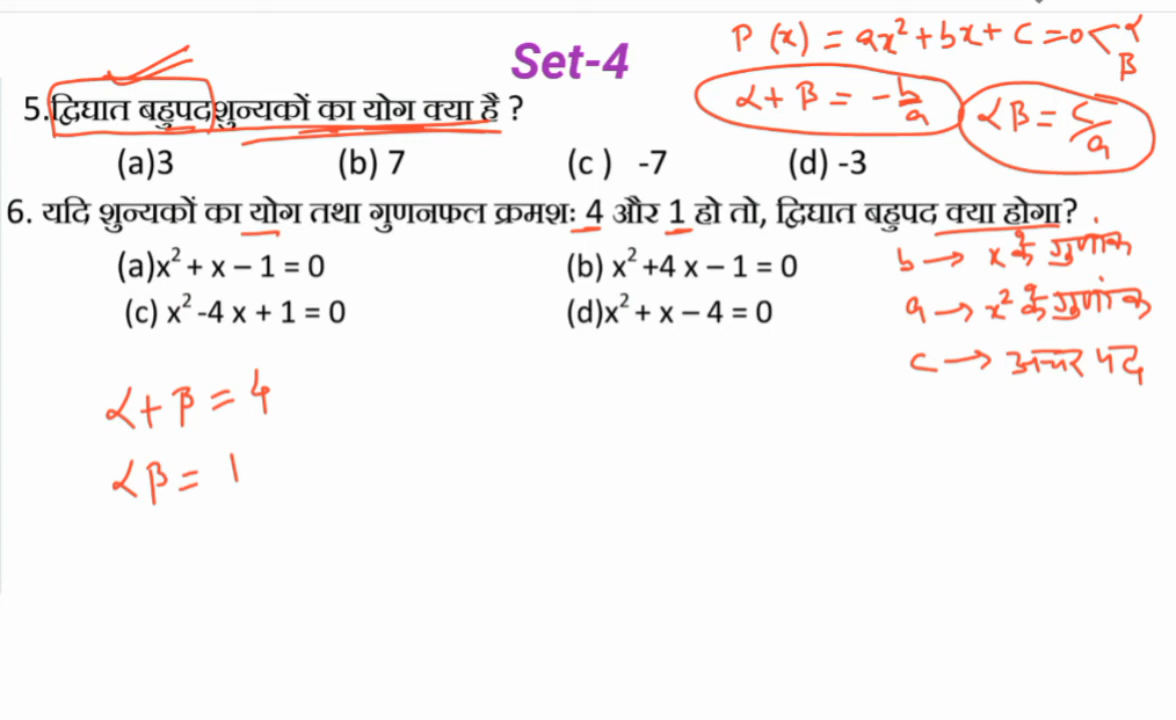 Set-4
P (x) = ax² + bx + c = 0 < α
β
α + β = - b/a
αβ = c/a
5.द्विघात बहुपद शुन्यकों का योग क्या है ?
(a)3 (b) 7 (c ) -7 (d) -3
6. यदि शुन्यकों का योग तथा गुणनफल क्रमशः 4 और 1 हो तो, द्विघात बहुपद क्या होगा?
(a)x² + x – 1 = 0 (b) x² +4 x – 1 = 0
(c) x² -4 x + 1 = 0 (d)x² + x – 4 = 0
b → x के गुणांक
a → x² के गुणांक
c → अचर पद
α + β = 4
αβ = 1